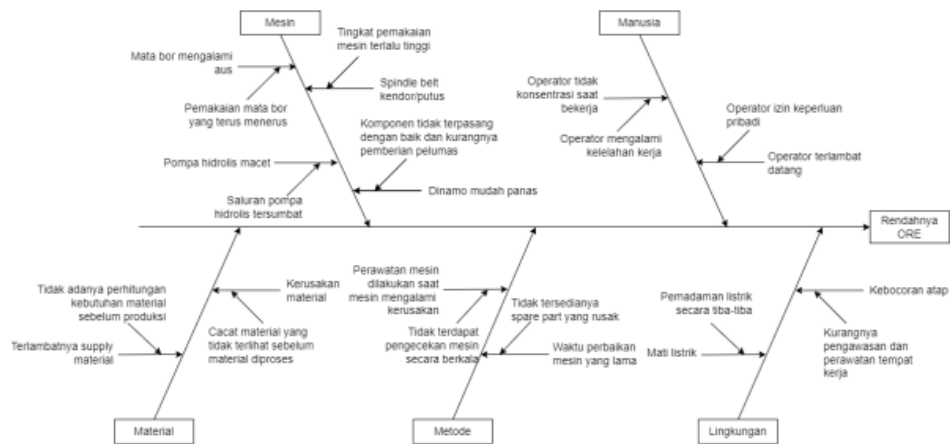 Mesin
Manusia
Tingkat pemakaian
mesin terlalu tinggi
Mata bor mengalami
aus
Spindle belt
kendor/putus
Pemakaian mata bor
yang terus menerus
Komponen tidak terpasang
dengan baik dan kurangnya
pemberian pelumas
Pompa hidrolis macet
Saluran pompa
hidrolis tersumbat
Dinamo mudah panas
Operator tidak
konsentrasi saat
bekerja
Operator mengalami
kelelahan kerja
Operator izin keperluan
pribadi
Operator terlambat
datang
Rendahnya
ORE
Tidak adanya perhitungan
kebutuhan material
sebelum produksi
Terlambatnya supply
material
Kerusakan
material
Cacat material yang
tidak terlihat sebelum
material diproses
Perawatan mesin
dilakukan saat
mesin mengalami
kerusakan
Tidak terdapat
pengecekan mesin
secara berkala
Tidak tersedianya
spare part yang rusak
Waktu perbaikan
mesin yang lama
Pemadaman listrik
secara tiba-tiba
Mati listrik
Kebocoran atap
Kurangnya
pengawasan dan
perawatan tempat
kerja
Material
Metode
Lingkungan